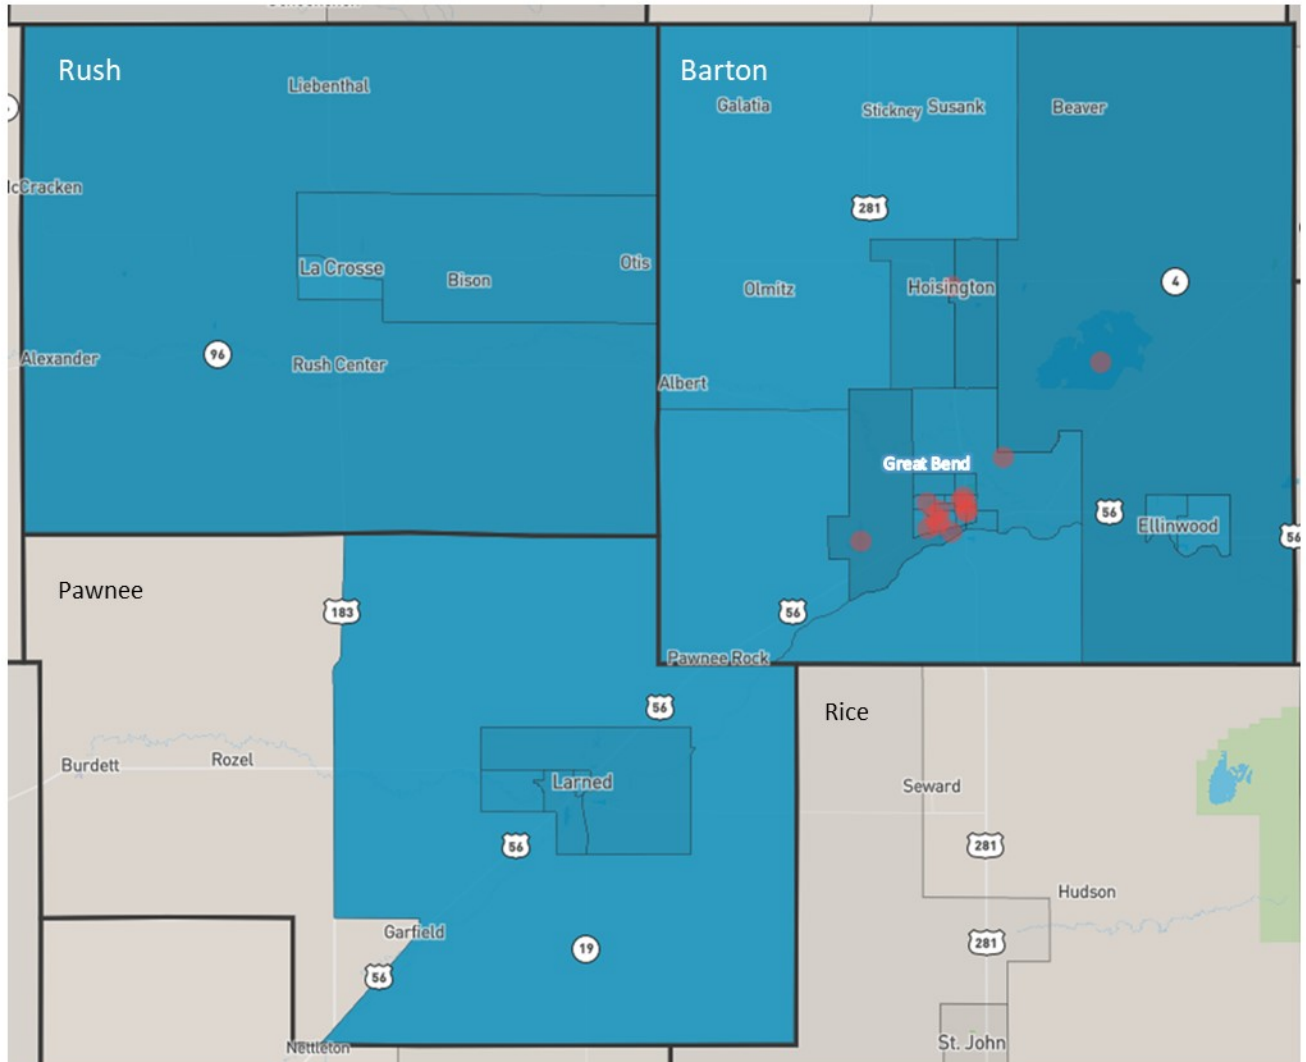 Rush
Barton
Liebenthal
Galatia
Stickney
Susank
Beaver
cCracken
281
La Crosse
Bison
Otis
Olmitz
Hoisington
4
Alexander
96
Rush Center
Albert
Great Bend
56
Ellinwood
56
Pawnee
183
56
Pawnee Rock
56
Rice
Burdett
Rozel
Larned
Seward
56
281
Hudson
Garfield
19
281
56
Nettleton
St. John